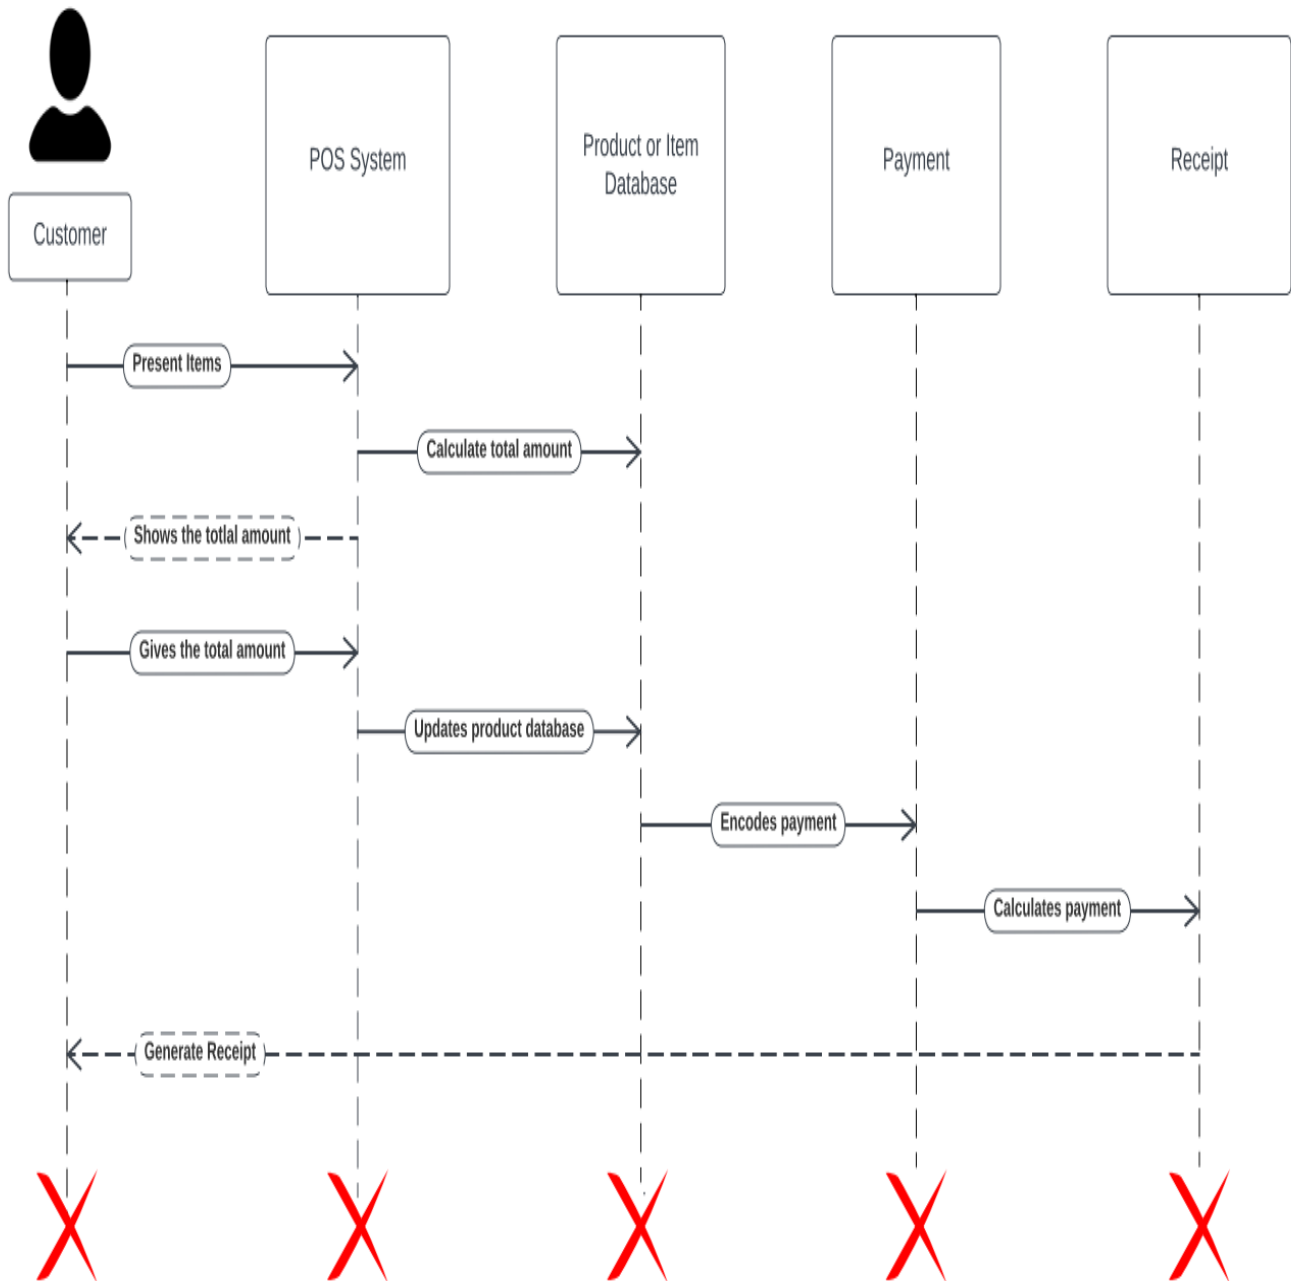 POS System
Product or Item
Database
Payment
Receipt
Customer
Present Items
Calculate total amount
Shows the totlal amount
Gives the total amount
Updates product database
Encodes payment
Calculates payment
Generate Receipt